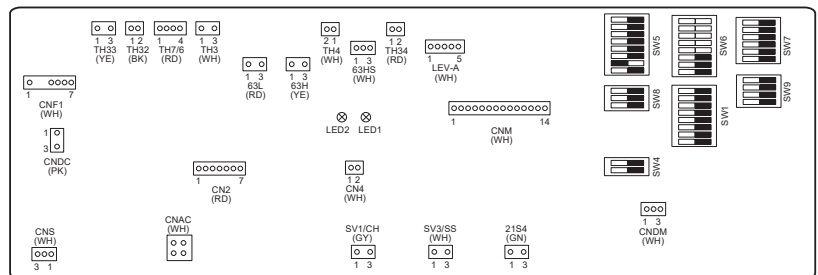 1 3
TH33
(YE)
1 2
TH32
(BK)
1 4
TH7/6
(RD)
1 3
TH3
(WH)
2 1
TH4
(WH)
1 3
63HS
(WH)
1 3
TH34
(RD)
1 5
LEV-A
(WH)
SW5
SW6
SW7
1 3
63L
(RD)
1 3
63H
(YE)
1 7
CNF1
(WH)
SW8
SW9
SW1
LED2
LED1
1 14
CNM
(WH)
1
3
CNDC
(PK)
1 7
CN2
(RD)
1 2
CN4
(WH)
SW4
CNS
(WH)
3 1
CNAC
(WH)
SV1/CH
(GY)
1 3
SV3/SS
(WH)
1 3
21S4
(GN)
1 3
1 3
CNDM
(WH)